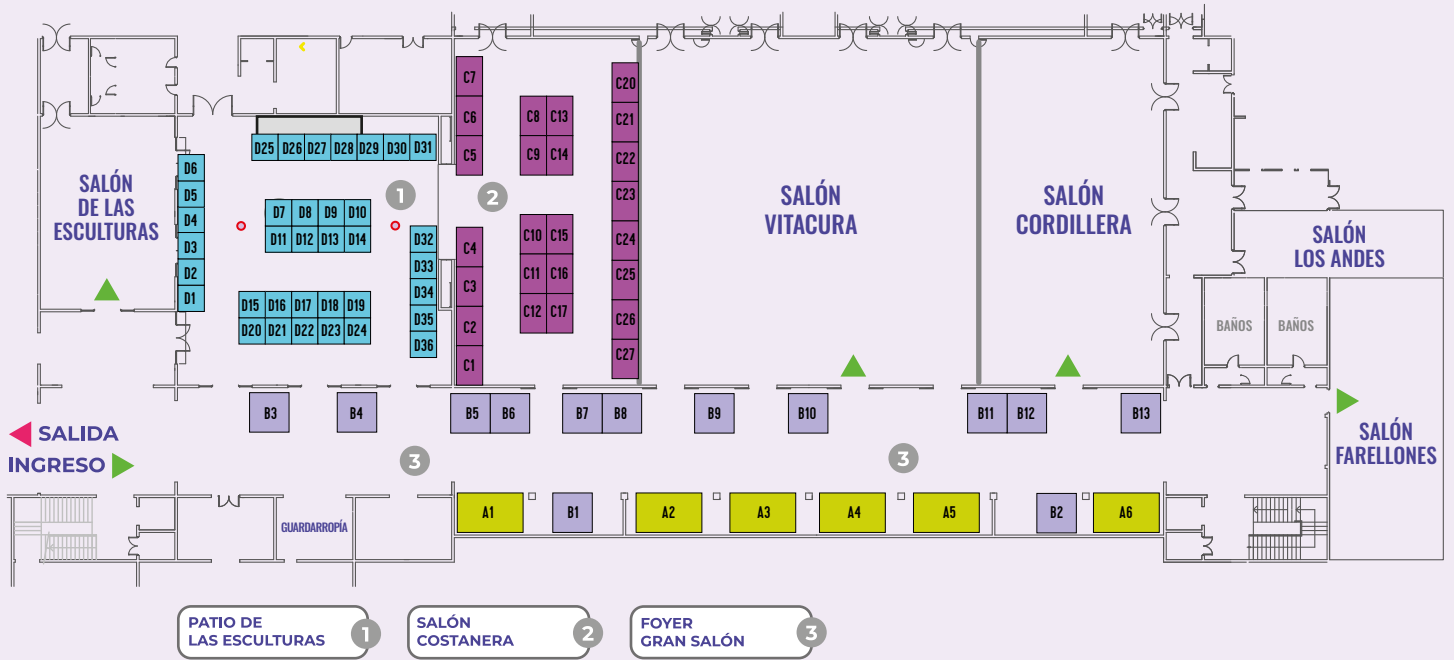 SALÓN
DE LAS
ESCULTURAS
D6
D5
D4
D3
D2
D1
D25 D26 D27 D28 D29 D30 D31
1
D7 D8 D9 D10
D11 D12 D13 D14
D15 D16 D17 D18 D19
D20 D21 D22 D23 D24
D32
D33
D34
D35
D36
C7
C6
C5
2
C4
C3
C2
C1
C8 C13
C9 C14
C10 C15
C11 C16
C12 C17
C20
C21
C22
C23
C24
C25
C26
C27
SALÓN
VITACURA
SALÓN
CORDILLERA
SALÓN
LOS ANDES
BAÑOS BAÑOS
SALÓN
FARELLONES
B3 B4 B5 B6 B7 B8 B9 B10 B11 B12 B13
SALIDA
INGRESO
3 3
GUARDARROPÍA
A1 B1 A2 A3 A4 A5 B2 A6
PATIO DE
LAS ESCULTURAS 1
SALÓN
COSTANERA 2
FOYER
GRAN SALÓN 3